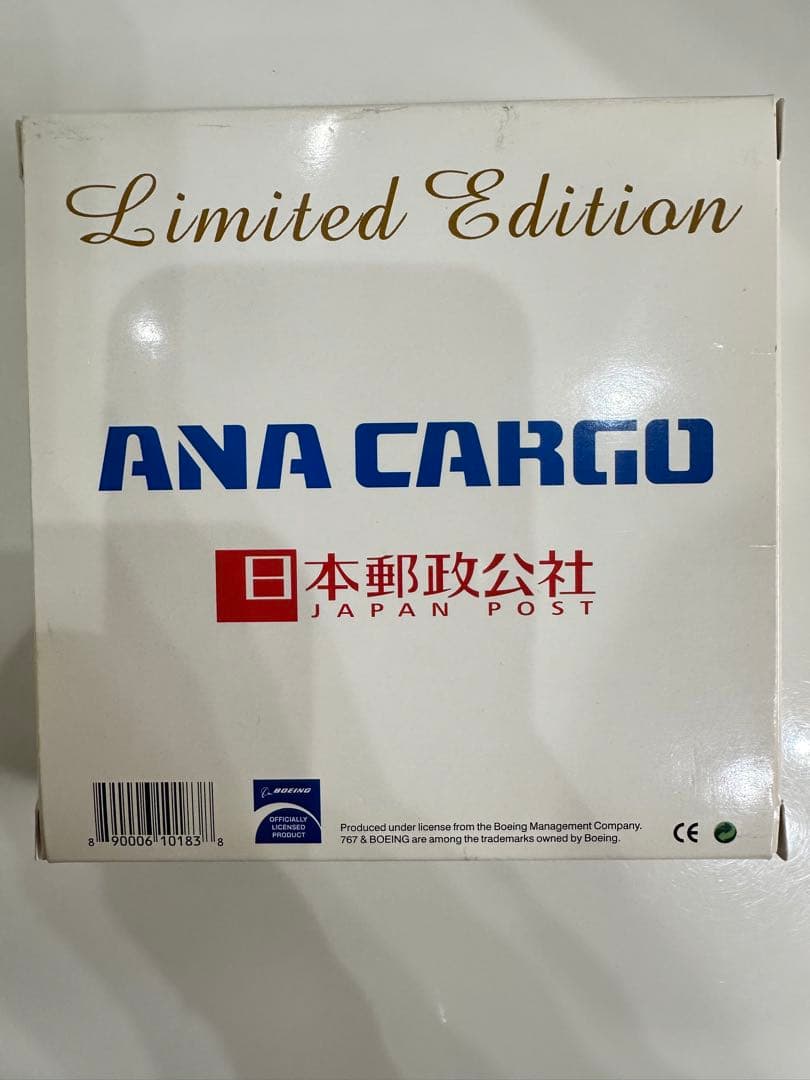 Limited Edition
ANA CARGO
日本郵政公社
JAPAN POST
BOEING
OFFICIALLY
LICENSED
PRODUCT
Produced under license from the Boeing Management Company.
767 & BOEING are among the trademarks owned by Boeing.
CE
8 90006 10183 8